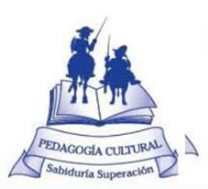 PEDAGOGÍA CULTURAL
Sabiduría Superación